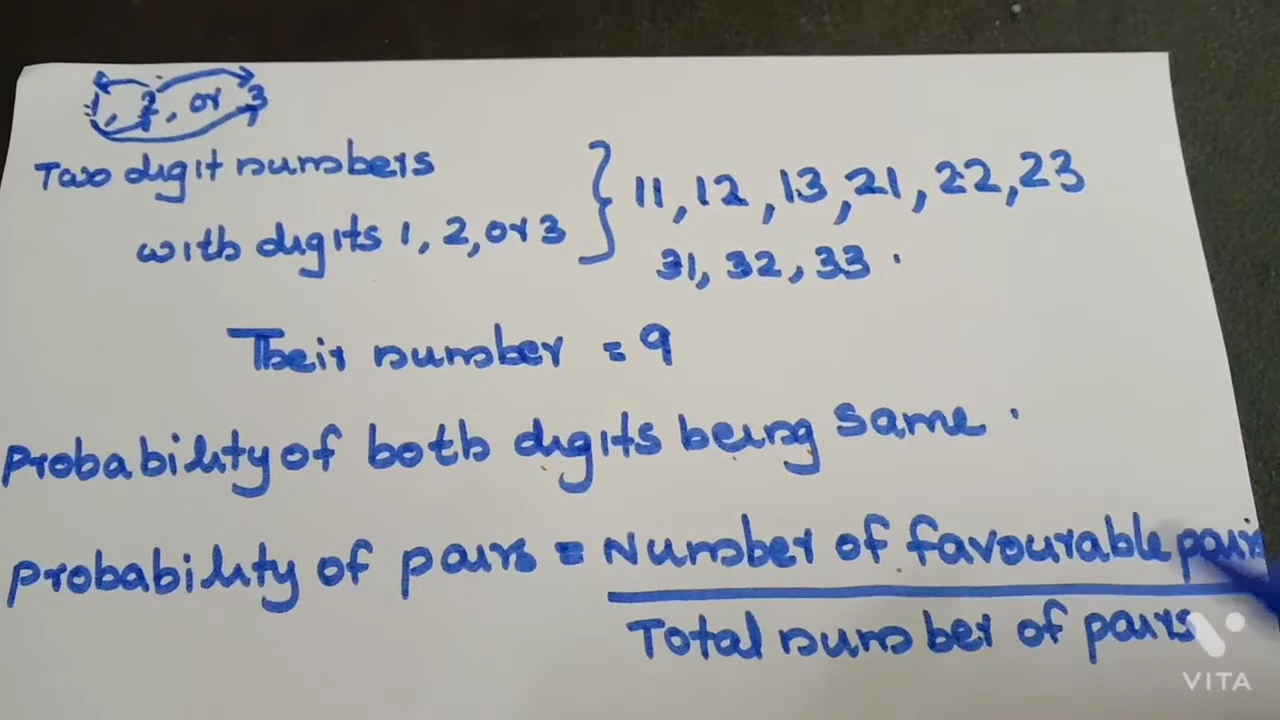 1, 2, or 3
Two digit numbers
with digits 1, 2, or 3 } 11, 12, 13, 21, 22, 23
31, 32, 33.
Their number = 9
Probability of both digits being same.
Probability of pairs = Number of favourable pairs
Total number of pairs
VITA